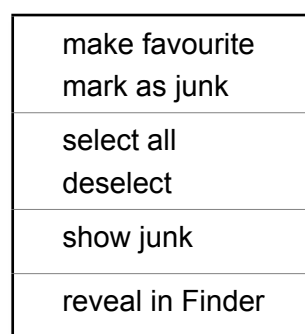 make favourite
mark as junk
select all
deselect
show junk
reveal in Finder